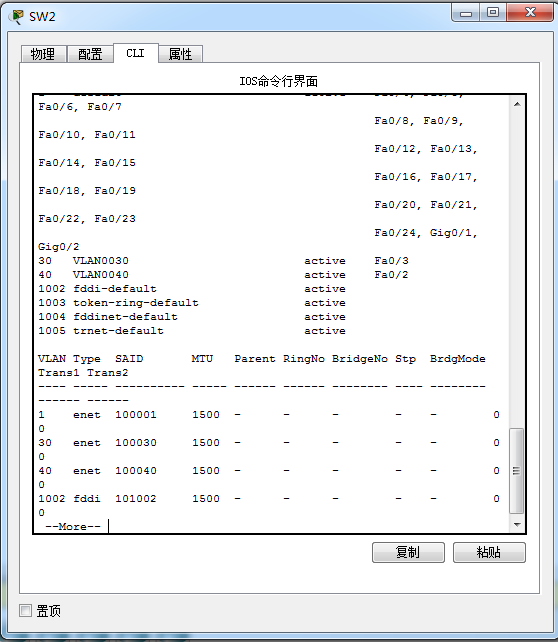 SW2
物理 配置 CLI 属性
IOS命令行界面
Fa0/6, Fa0/7
Fa0/8, Fa0/9,
Fa0/10, Fa0/11
Fa0/12, Fa0/13,
Fa0/14, Fa0/15
Fa0/16, Fa0/17,
Fa0/18, Fa0/19
Fa0/20, Fa0/21,
Fa0/22, Fa0/23
Fa0/24, Gig0/1,
Gig0/2
30   VLAN0030                         active    Fa0/3
40   VLAN0040                         active    Fa0/2
1002 fddi-default                     active
1003 token-ring-default               active
1004 fddinet-default                  active
1005 trnet-default                    active
VLAN Type  SAID       MTU   Parent RingNo BridgeNo Stp  BrdgMode
Trans1 Trans2
---- ----- ---------- ----- ------ ------ -------- ---- --------
------ ------
1    enet  100001     1500  -      -      -        -    -        0
0
30   enet  100030     1500  -      -      -        -    -        0
0
40   enet  100040     1500  -      -      -        -    -        0
0
1002 fddi  101002     1500  -      -      -        -    -        0
0
--More--
复制 粘贴
置顶